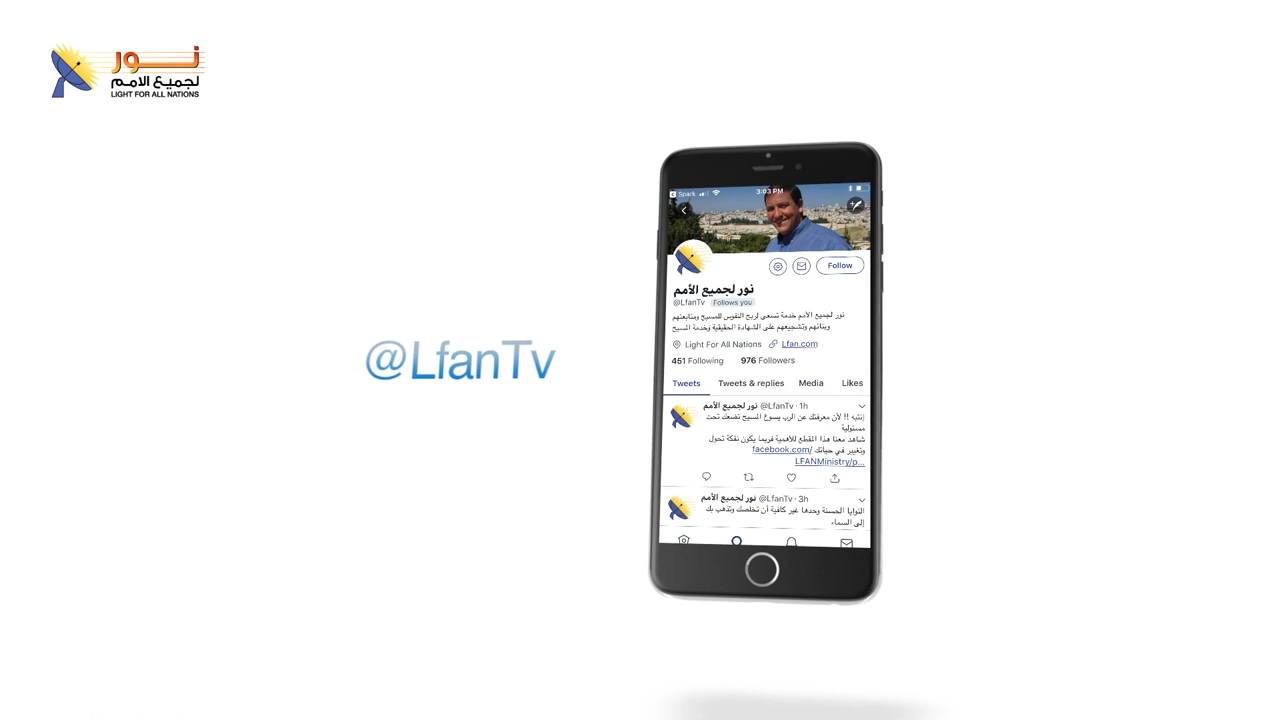 نور
لجميع الامم
LIGHT FOR ALL NATIONS
@LfanTv
Spark
3:03 PM
Follow
نور لجميع الأمم
@LfanTv Follows you
نور لجميع الأمم خدمة تسعى لربح النفوس للمسيح ومتابعتهم
وبنائهم وتشجيعهم على الشهادة الحقيقية وخدمة المسيح
Light For All Nations Lfan.com
451 Following 976 Followers
Tweets Tweets & replies Media Likes
نور لجميع الأمم @LfanTv · 1h
إنتبه !! لأن معرفتك عن الرب يسوع المسيح تضعك تحت
مسئولية
شاهد معنا هذا المقطع للأهمية فربما يكون نقكة تحول
وتغيير في حياتك facebook.com/
LFANMinistry/p...
نور لجميع الأمم @LfanTv · 3h
النوايا الحسنة وحدها غير كافية أن تخلصك وتذهب بك
إلى السماء